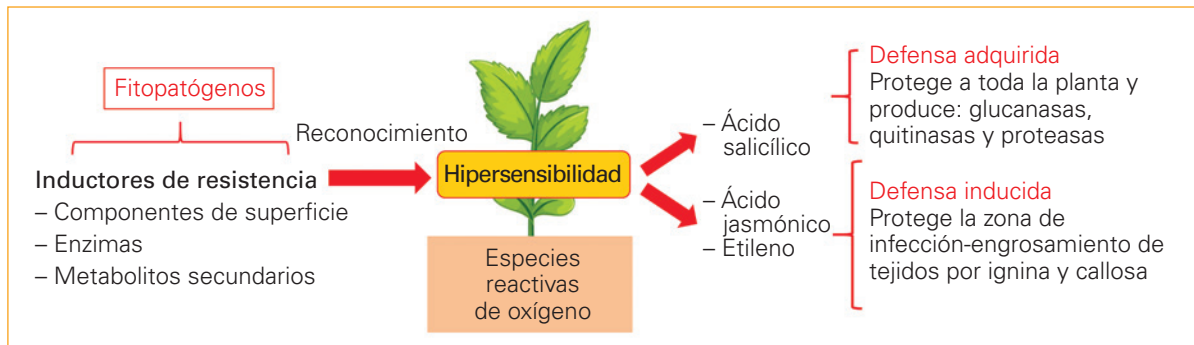 Fitopatógenos
Inductores de resistencia
– Componentes de superficie
– Enzimas
– Metabolitos secundarios
Reconocimiento
Hipersensibilidad
Especies
reactivas
de oxígeno
– Ácido
salicílico
– Ácido
jasmónico
– Etileno
Defensa adquirida
Protege a toda la planta y
produce: glucanasas,
quitinasas y proteasas
Defensa inducida
Protege la zona de
infección-engrosamiento de
tejidos por ignina y callosa